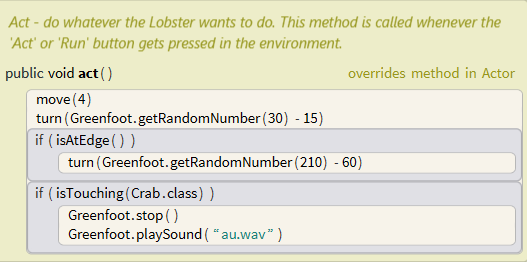 Act - do whatever the Lobster wants to do. This method is called whenever the
'Act' or 'Run' button gets pressed in the environment.
public void act() overrides method in Actor
move(4)
turn(Greenfoot.getRandomNumber(30) - 15)
if (isAtEdge())
turn(Greenfoot.getRandomNumber(210) - 60)
if (isTouching(Crab.class))
Greenfoot.stop()
Greenfoot.playSound(“au.wav”)